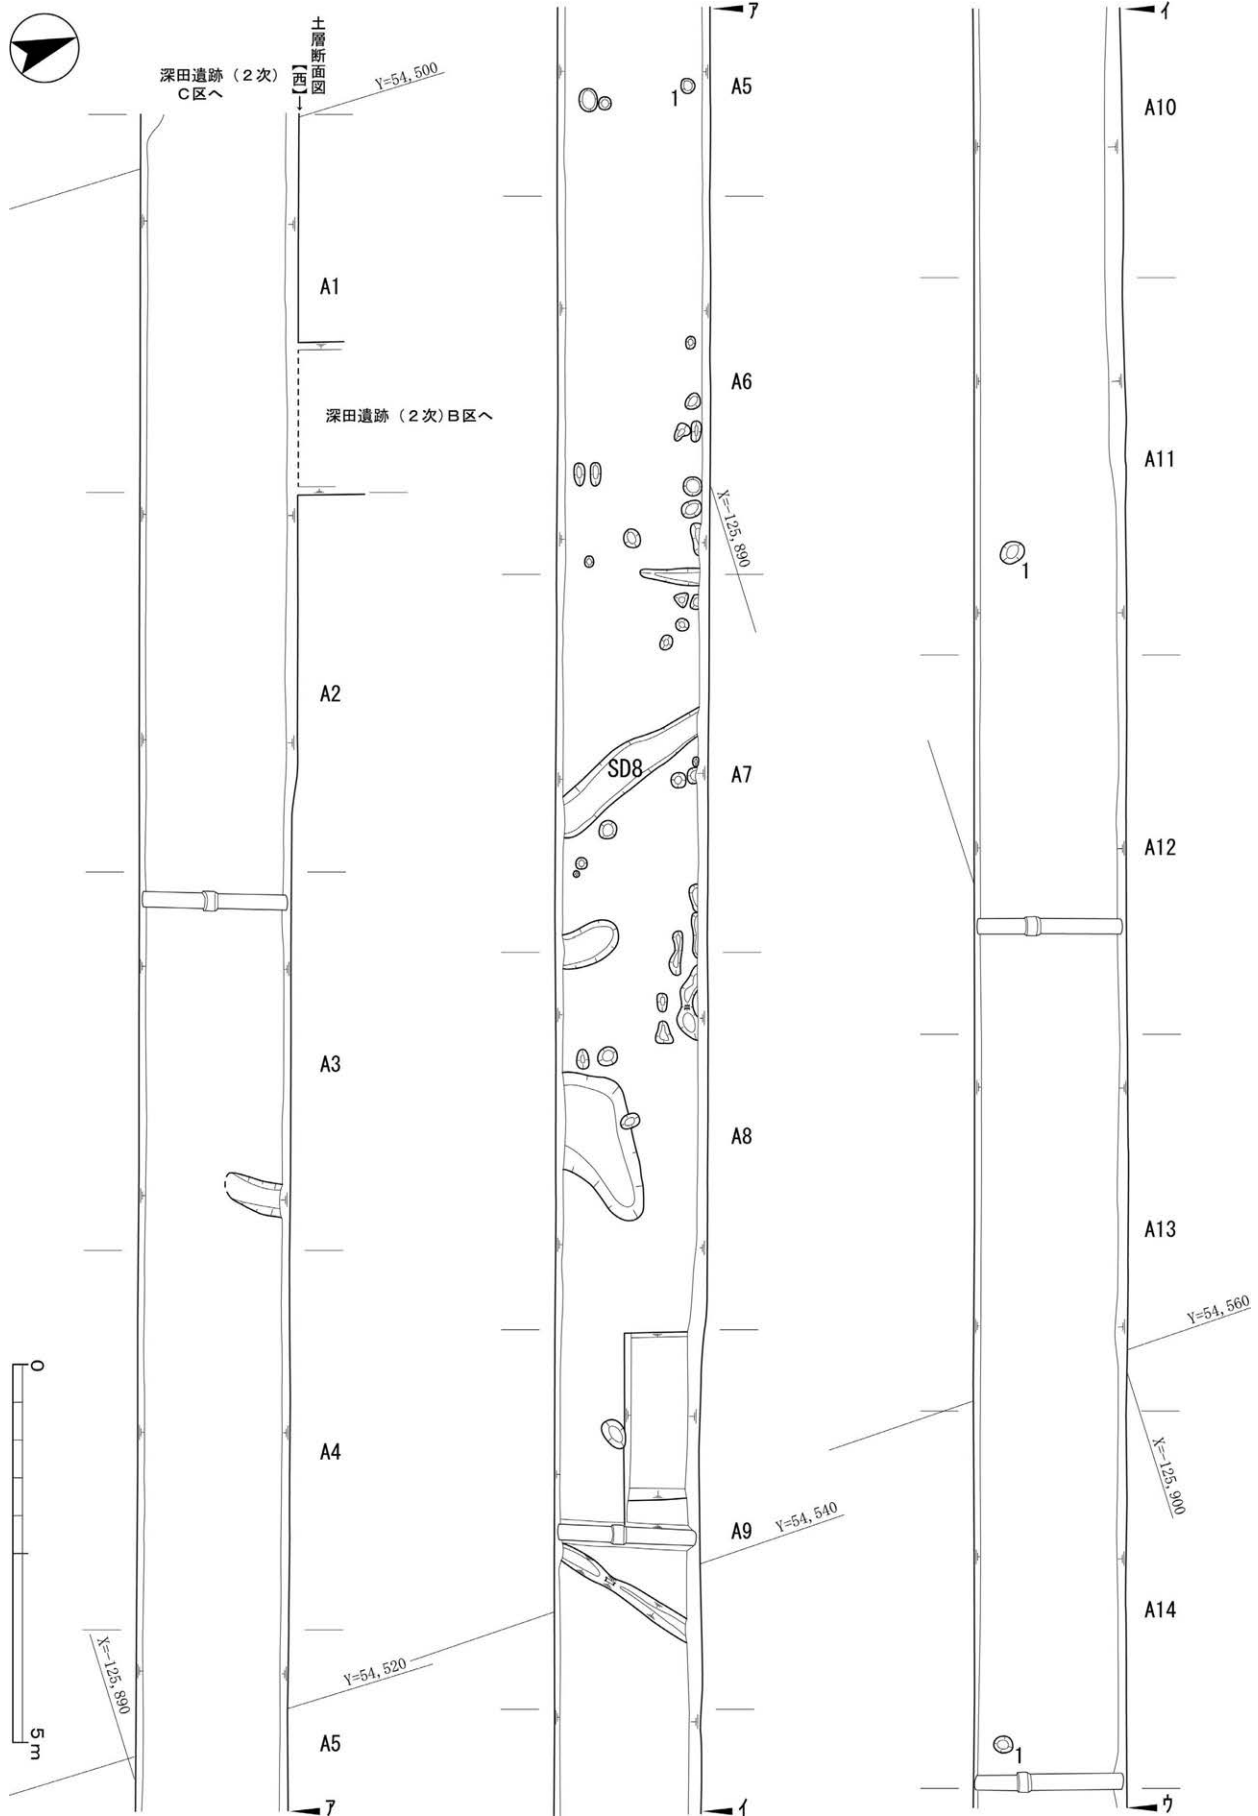 土層断面図
【西】
深田遺跡（2次）
C区へ
Y=54,500
A1
深田遺跡（2次）B区へ
A2
A3
A4
0
5m
X=-125,890
Y=54,520
A5
ア
ア
A5
1
A6
X=-125,890
SD8
A7
A8
A9
Y=54,540
イ
イ
A10
A11
1
A12
A13
Y=54,560
X=-125,900
A14
1
ウ